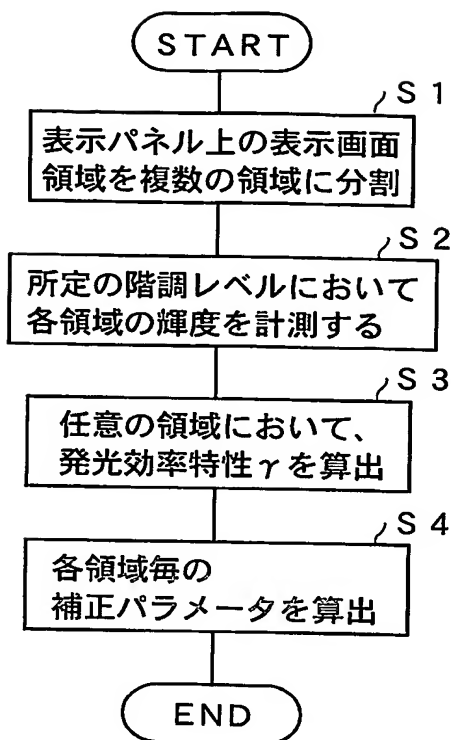 START
S1
表示パネル上の表示画面
領域を複数の領域に分割
S2
所定の階調レベルにおいて
各領域の輝度を計測する
S3
任意の領域において、
発光効率特性γを算出
S4
各領域毎の
補正パラメータを算出
END